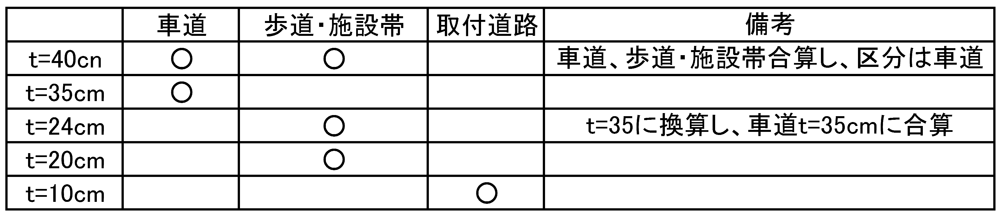 車道 歩道・施設帯 取付道路 備考
t=40cn ○ ○ 車道、歩道・施設帯合算し、区分は車道
t=35cm ○
t=24cm ○ t=35に換算し、車道t=35cmに合算
t=20cm ○
t=10cm ○